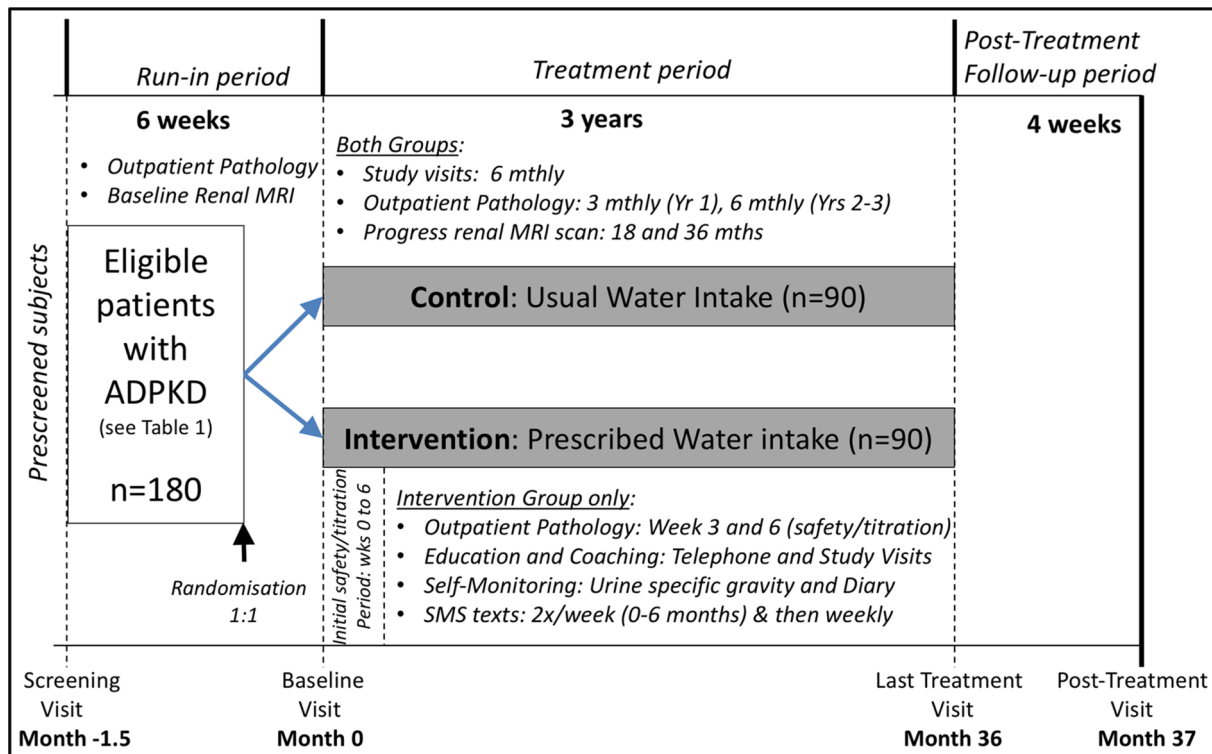 Run-in period
Treatment period
Post-Treatment
Follow-up period
6 weeks
3 years
4 weeks
• Outpatient Pathology
• Baseline Renal MRI
Both Groups:
• Study visits: 6 mthly
• Outpatient Pathology: 3 mthly (Yr 1), 6 mthly (Yrs 2-3)
• Progress renal MRI scan: 18 and 36 mths
Prescreened subjects
Eligible
patients
with
ADPKD
(see Table 1)
n=180
Control: Usual Water Intake (n=90)
Intervention: Prescribed Water intake (n=90)
Randomisation
1:1
Initial safety/titration
Period: wks 0 to 6
Intervention Group only:
• Outpatient Pathology: Week 3 and 6 (safety/titration)
• Education and Coaching: Telephone and Study Visits
• Self-Monitoring: Urine specific gravity and Diary
• SMS texts: 2x/week (0-6 months) & then weekly
Screening
Visit
Month -1.5
Baseline
Visit
Month 0
Last Treatment
Visit
Month 36
Post-Treatment
Visit
Month 37